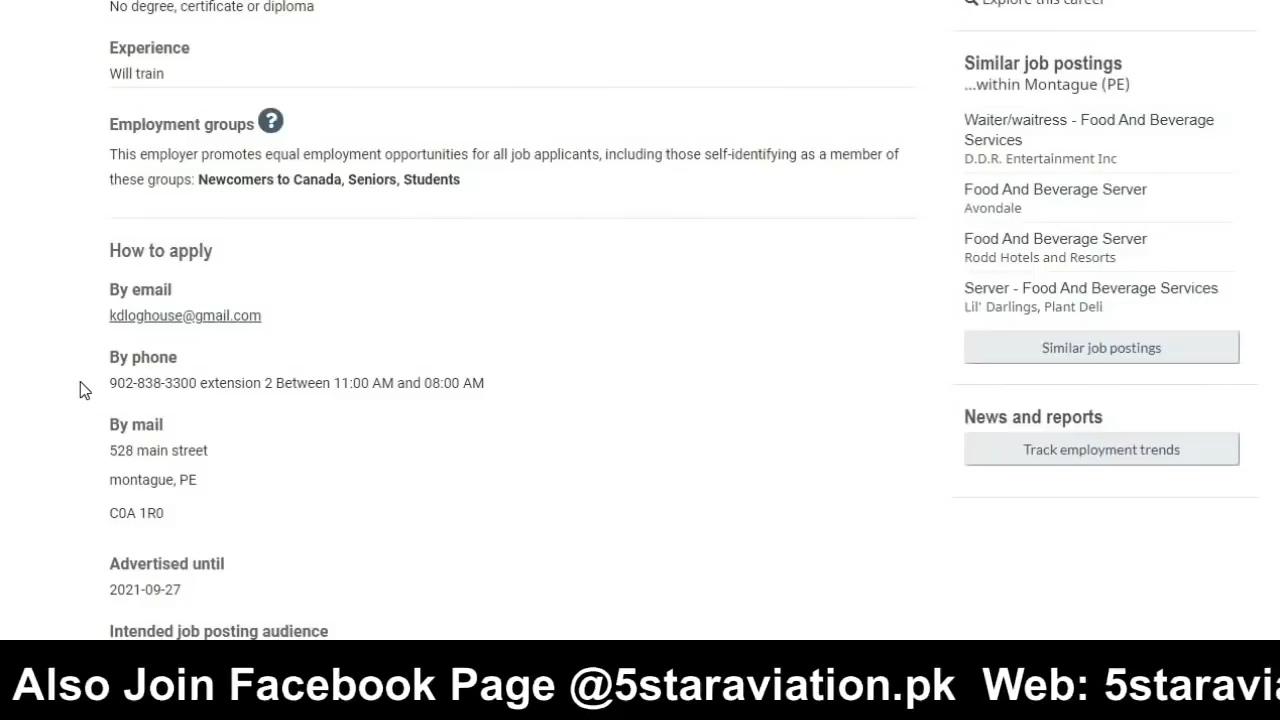 No degree, certificate or diploma
Experience
Will train
Employment groups ?
This employer promotes equal employment opportunities for all job applicants, including those self-identifying as a member of
these groups: Newcomers to Canada, Seniors, Students
How to apply
By email
kdloghouse@gmail.com
By phone
902-838-3300 extension 2 Between 11:00 AM and 08:00 AM
By mail
528 main street
montague, PE
C0A 1R0
Advertised until
2021-09-27
Intended job posting audience
Explore this career
Similar job postings
...within Montague (PE)
Waiter/waitress - Food And Beverage
Services
D.D.R. Entertainment Inc
Food And Beverage Server
Avondale
Food And Beverage Server
Rodd Hotels and Resorts
Server - Food And Beverage Services
Lil' Darlings, Plant Deli
Similar job postings
News and reports
Track employment trends
Also Join Facebook Page @5staraviation.pk Web: 5staravi